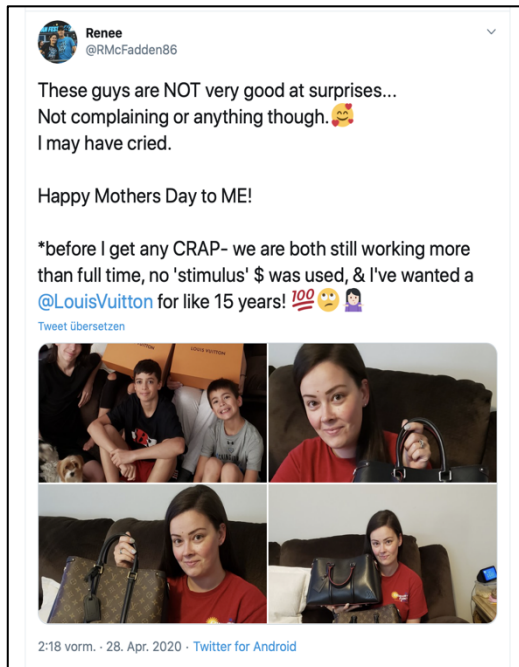 Renee
@RMcFadden86
These guys are NOT very good at surprises...
Not complaining or anything though.🥰
I may have cried.
Happy Mothers Day to ME!
*before I get any CRAP- we are both still working more
than full time, no 'stimulus' $ was used, & I've wanted a
@LouisVuitton for like 15 years! 💯🙄🤷🏻‍♀️
Tweet übersetzen
LOUIS VUITTON
2:18 vorm. · 28. Apr. 2020 · Twitter for Android